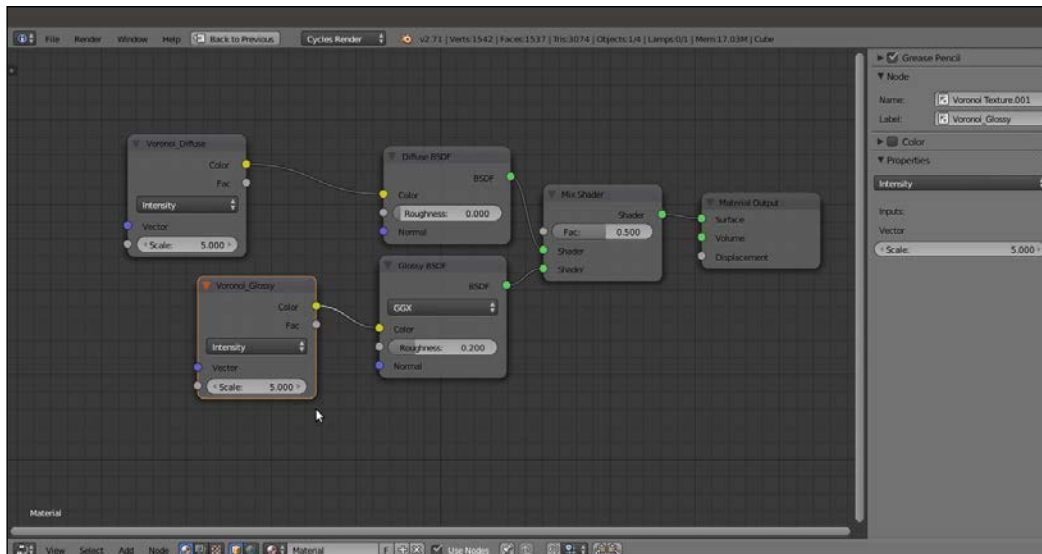 File Render Window Help Back to Previous Cycles Render v2.71 | Verts:1542 | Faces:1537 | Tris:3074 | Objects:1/4 | Lamps:0/1 | Mem:17.03M | Cube
Grease Pencil
Node
Name: Voronoi Texture.001
Label: Voronoi_Glossy
Color
Properties
Intensity
Inputs:
Vector
Scale: 5.000
Voronoi_Diffuse
Color
Fac
Intensity
Vector
Scale: 5.000
Voronoi_Glossy
Color
Fac
Intensity
Vector
Scale: 5.000
Diffuse BSDF
BSDF
Color
Roughness: 0.000
Normal
Glossy BSDF
BSDF
GGX
Color
Roughness: 0.200
Normal
Mix Shader
Shader
Fac: 0.500
Shader
Shader
Material Output
Surface
Volume
Displacement
Material
View Select Add Node Material F Use Nodes